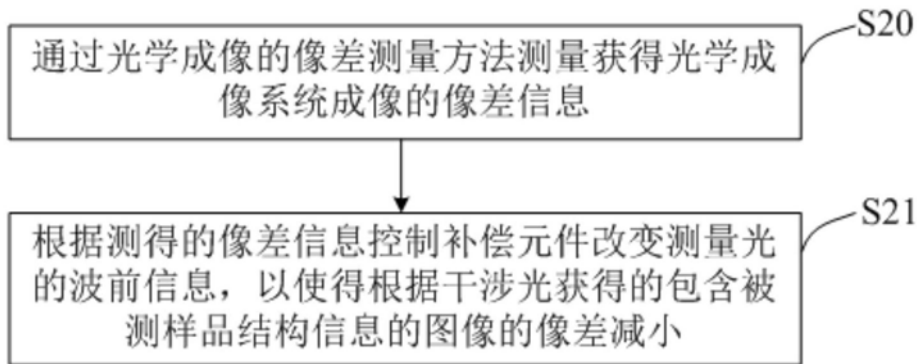 通过光学成像的像差测量方法测量获得光学成
像系统成像的像差信息
S20
根据测得的像差信息控制补偿元件改变测量光
的波前信息，以使得根据干涉光获得的包含被
测样品结构信息的图像的像差减小
S21